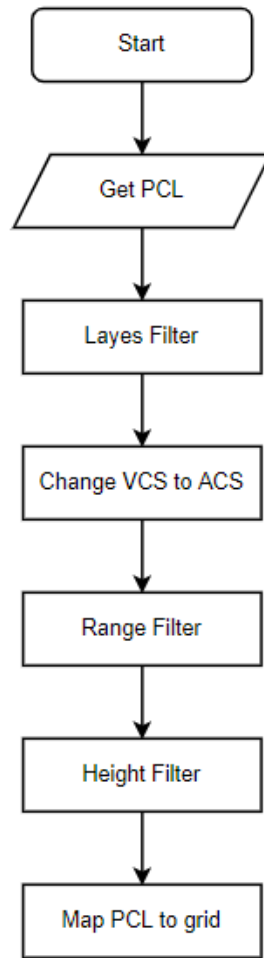 Start
Get PCL
Layes Filter
Change VCS to ACS
Range Filter
Height Filter
Map PCL to grid